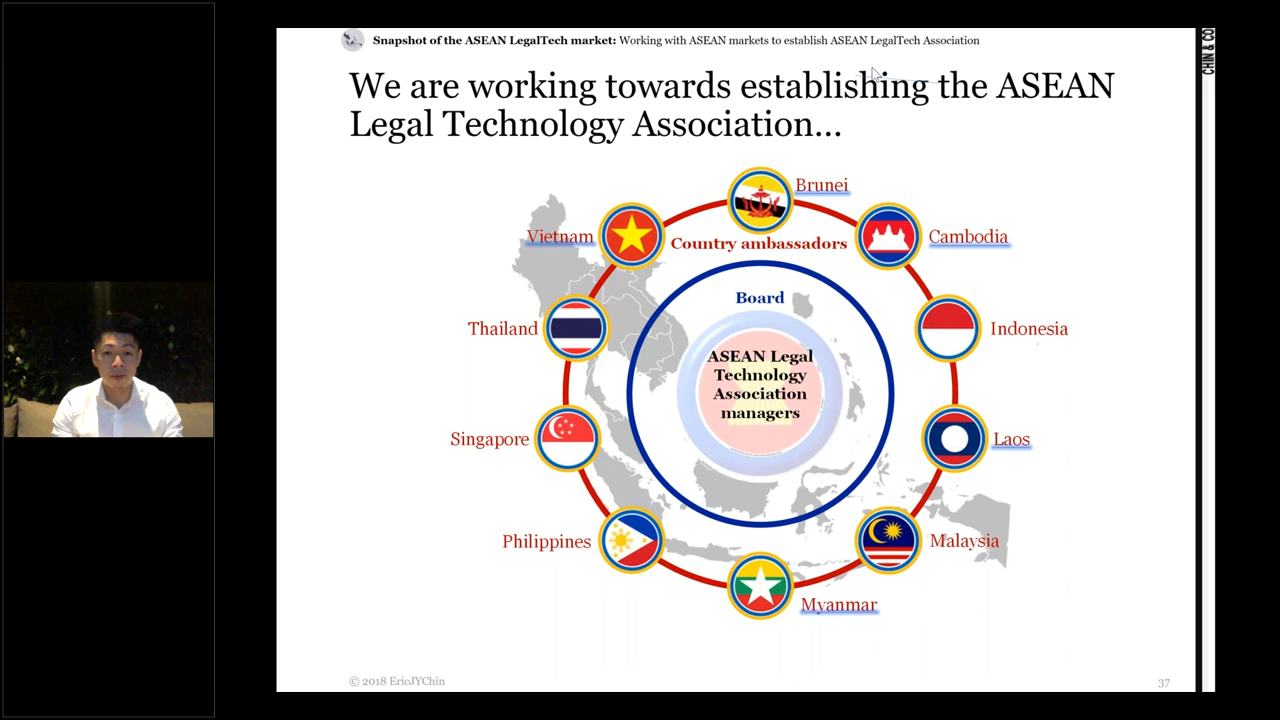 Snapshot of the ASEAN LegalTech market: Working with ASEAN markets to establish ASEAN LegalTech Association
CHIN & CO
We are working towards establishing the ASEAN
Legal Technology Association...
Brunei
Vietnam
Country ambassadors
Cambodia
Board
Thailand
Indonesia
ASEAN Legal
Technology
Association
managers
Singapore
Laos
Philippines
Malaysia
Myanmar
© 2018 EricJYChin
37